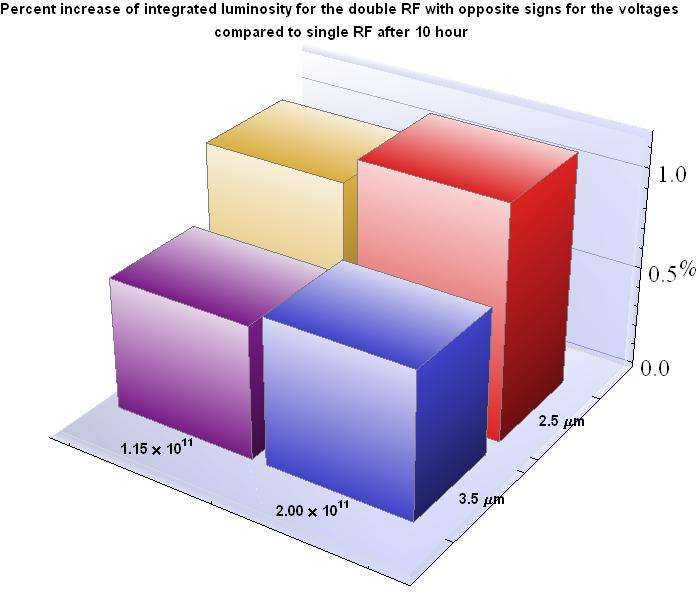 Percent increase of integrated luminosity for the double RF with opposite signs for the voltages
compared to single RF after 10 hour
1.0
0.5%
0.0
2.5 μm
3.5 μm
1.15 × 10¹¹
2.00 × 10¹¹